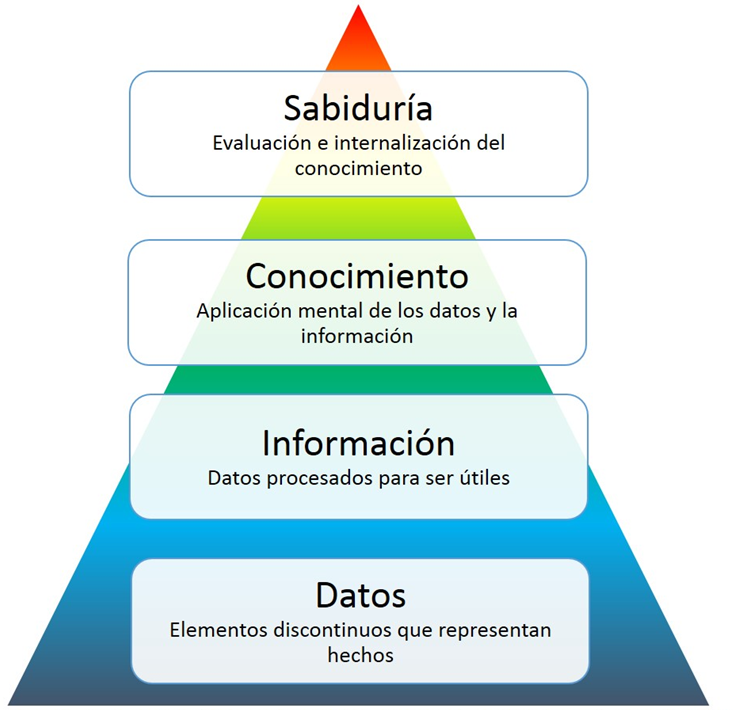 Sabiduría
Evaluación e internalización del
conocimiento
Conocimiento
Aplicación mental de los datos y la
información
Información
Datos procesados para ser útiles
Datos
Elementos discontinuos que representan
hechos